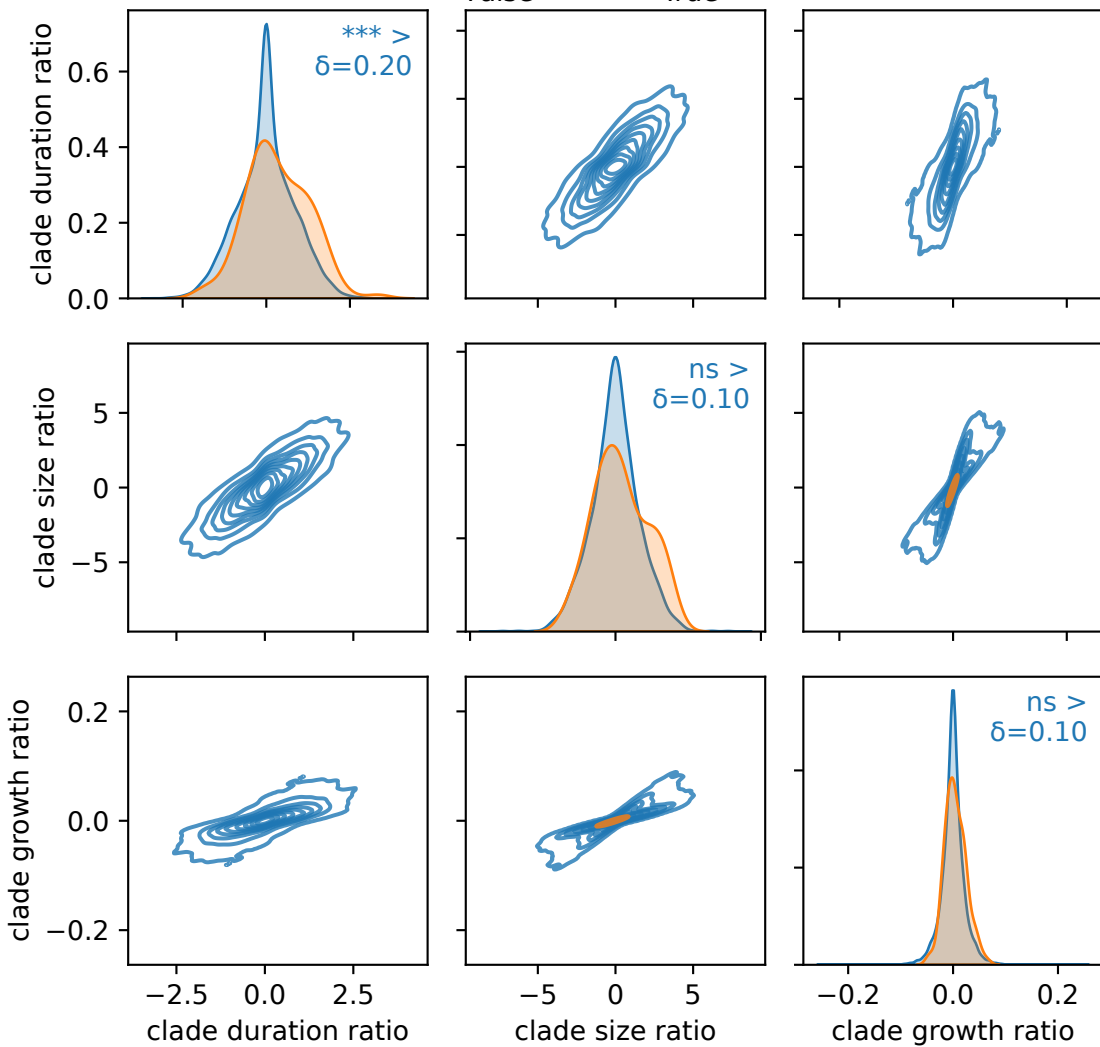 *** >
δ=0.20
clade duration ratio
0.6
0.4
0.2
0.0
ns >
δ=0.10
clade size ratio
5
0
−5
ns >
δ=0.10
clade growth ratio
0.2
0.0
−0.2
−2.5 0.0 2.5
−5 0 5
−0.2 0.0 0.2
clade duration ratio
clade size ratio
clade growth ratio